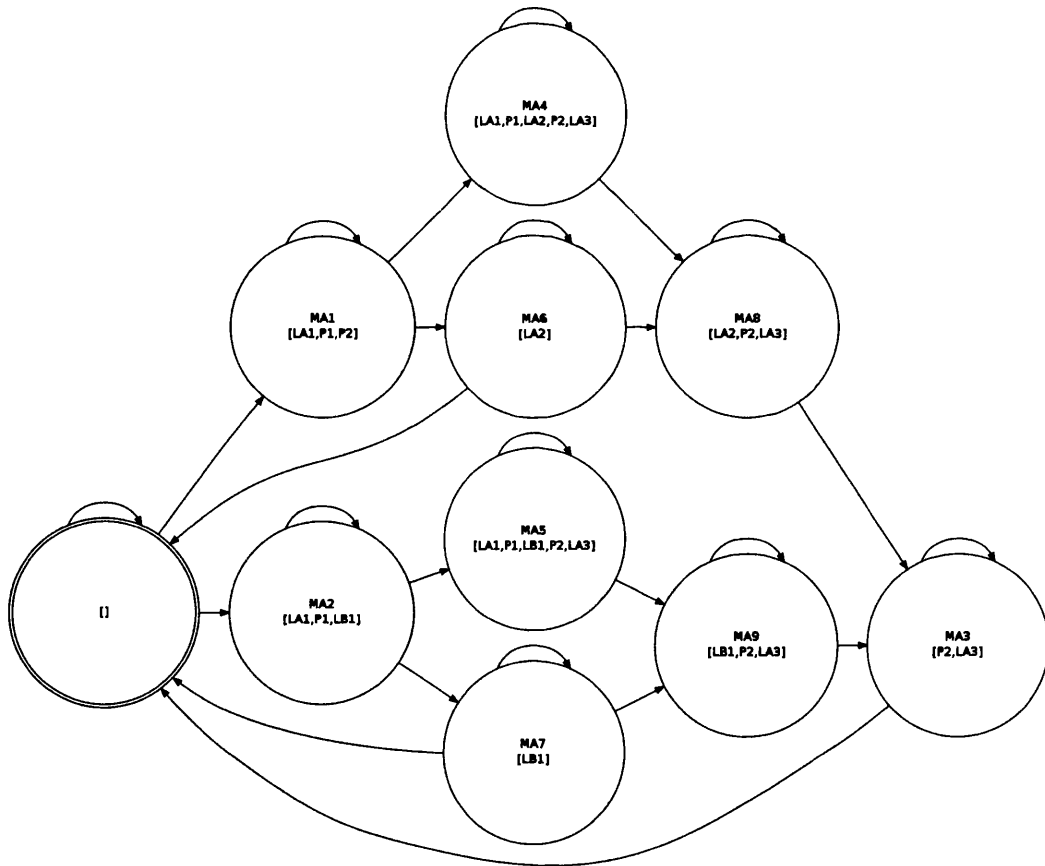 MA4
[LA1,P1,LA2,P2,LA3]
MA1
[LA1,P1,P2]
MA6
[LA2]
MA8
[LA2,P2,LA3]
MA5
[LA1,P1,LB1,P2,LA3]
[]
MA2
[LA1,P1,LB1]
MA9
[LB1,P2,LA3]
MA3
[P2,LA3]
MA7
[LB1]